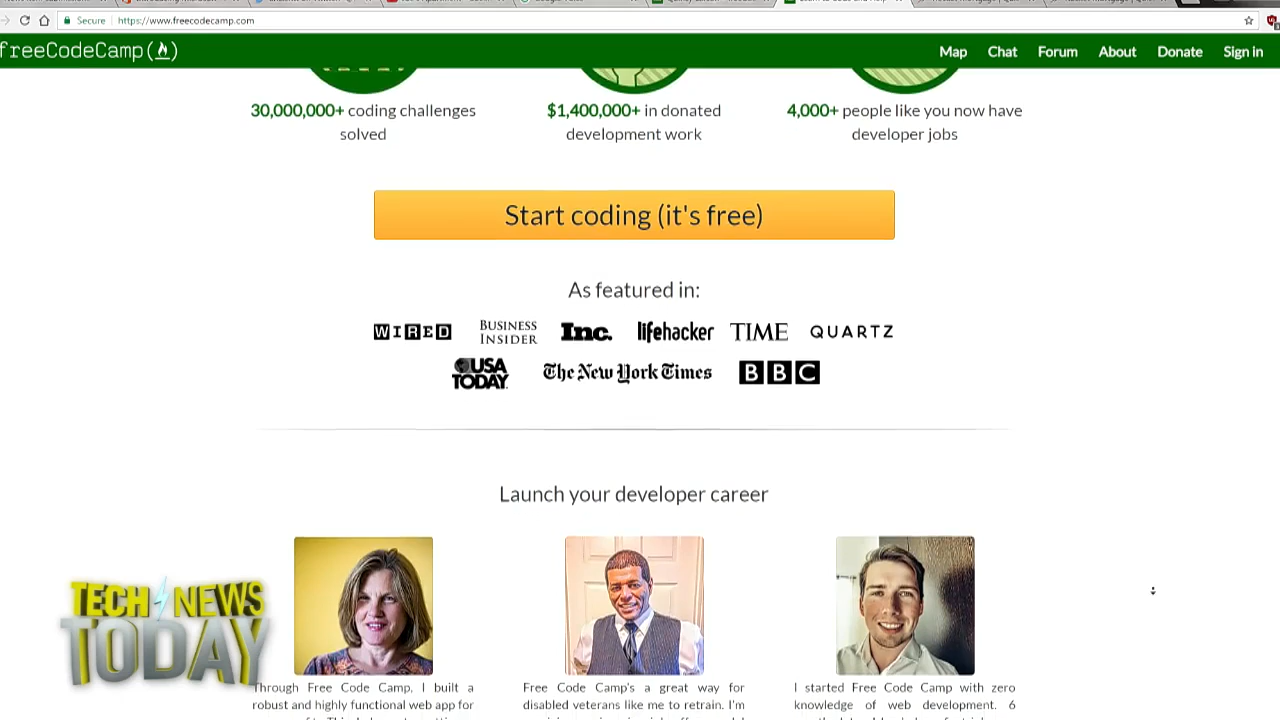 Secure
https://www.freecodecamp.com
freeCodeCamp
Map Chat Forum About Donate Sign in
30,000,000+ coding challenges
solved
$1,400,000+ in donated
development work
4,000+ people like you now have
developer jobs
Start coding (it's free)
As featured in:
WIRED
BUSINESS
INSIDER
Inc.
lifehacker
TIME
QUARTZ
USA
TODAY
The New York Times
BBC
Launch your developer career
Through Free Code Camp, I built a
robust and highly functional web app for
Free Code Camp's a great way for
disabled veterans like me to retrain. I'm
I started Free Code Camp with zero
knowledge of web development. 6
TECH NEWS
TODAY